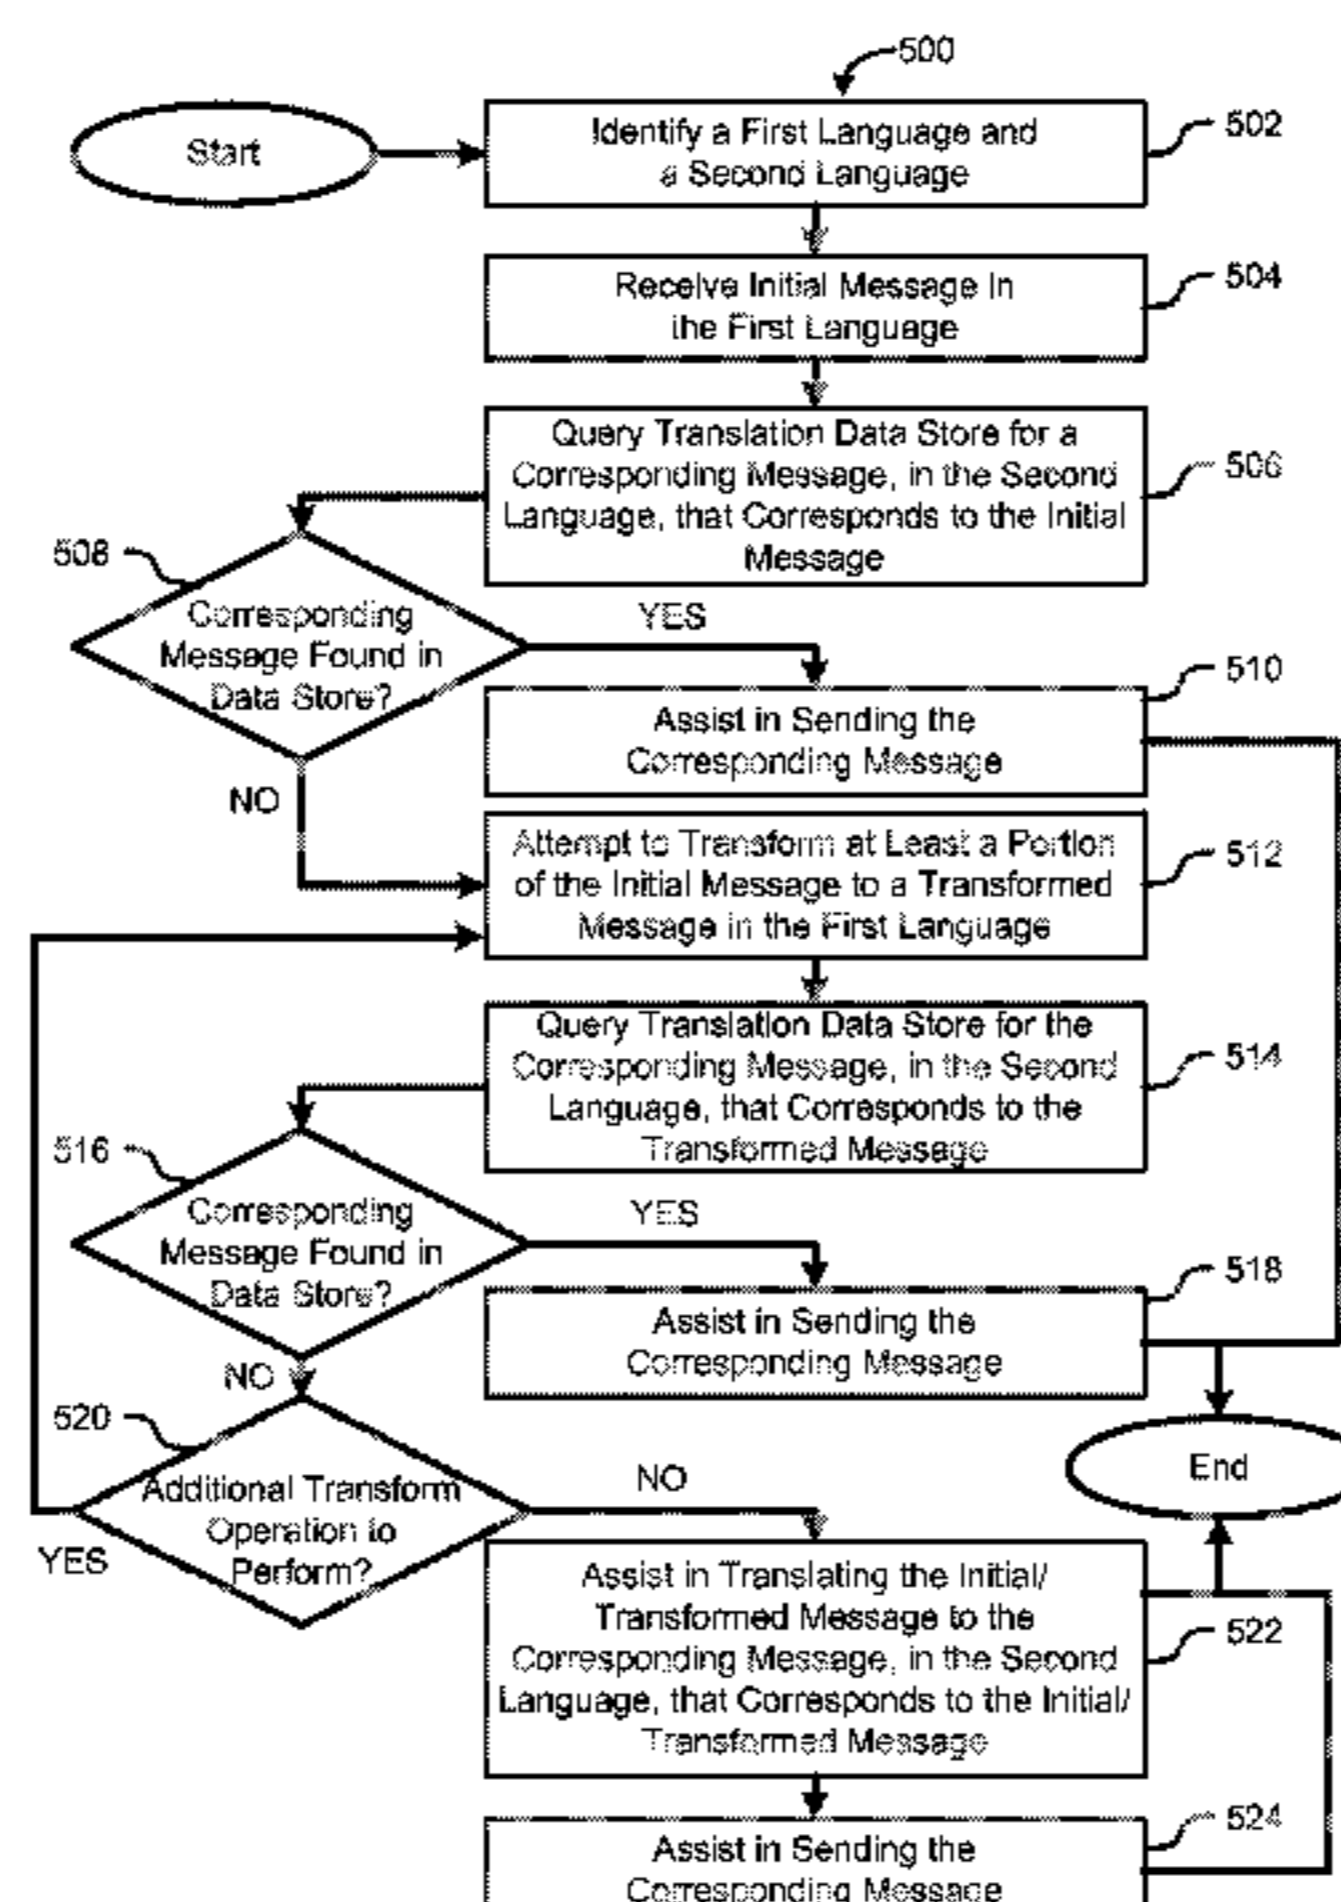 500
Start
Identify a First Language and
a Second Language
502
Receive Initial Message In
the First Language
504
Query Translation Data Store for a
Corresponding Message, in the Second
Language, that Corresponds to the Initial
Message
506
508
Corresponding
Message Found in
Data Store?
YES
NO
Assist in Sending the
Corresponding Message
510
Attempt to Transform at Least a Portion
of the Initial Message to a Transformed
Message in the First Language
512
Query Translation Data Store for the
Corresponding Message, in the Second
Language, that Corresponds to the
Transformed Message
514
516
Corresponding
Message Found in
Data Store?
YES
NO
Assist in Sending the
Corresponding Message
518
520
Additional Transform
Operation to
Perform?
YES
NO
End
Assist in Translating the Initial/
Transformed Message to the
Corresponding Message, in the Second
Language, that Corresponds to the Initial/
Transformed Message
522
Assist in Sending the
Corresponding Message
524